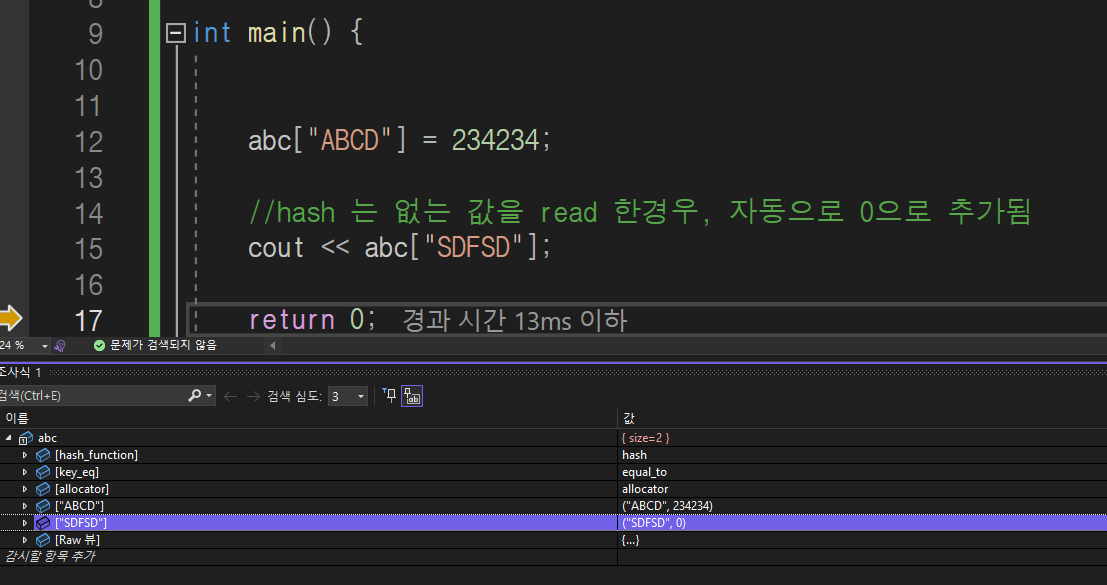 8
9 int main() {
10
11
12 abc["ABCD"] = 234234;
13
14 //hash 는 없는 값을 read 한경우, 자동으로 0으로 추가됨
15 cout << abc["SDFSD"];
16
17 return 0; 경과 시간 13ms 이하
24 % 문제가 검색되지 않음
조사식 1
검색(Ctrl+E) 검색 심도: 3
이름 값
abc { size=2 }
[hash_function] hash
[key_eq] equal_to
[allocator] allocator
["ABCD"] ("ABCD", 234234)
["SDFSD"] ("SDFSD", 0)
[Raw 뷰] {...}
감시할 항목 추가